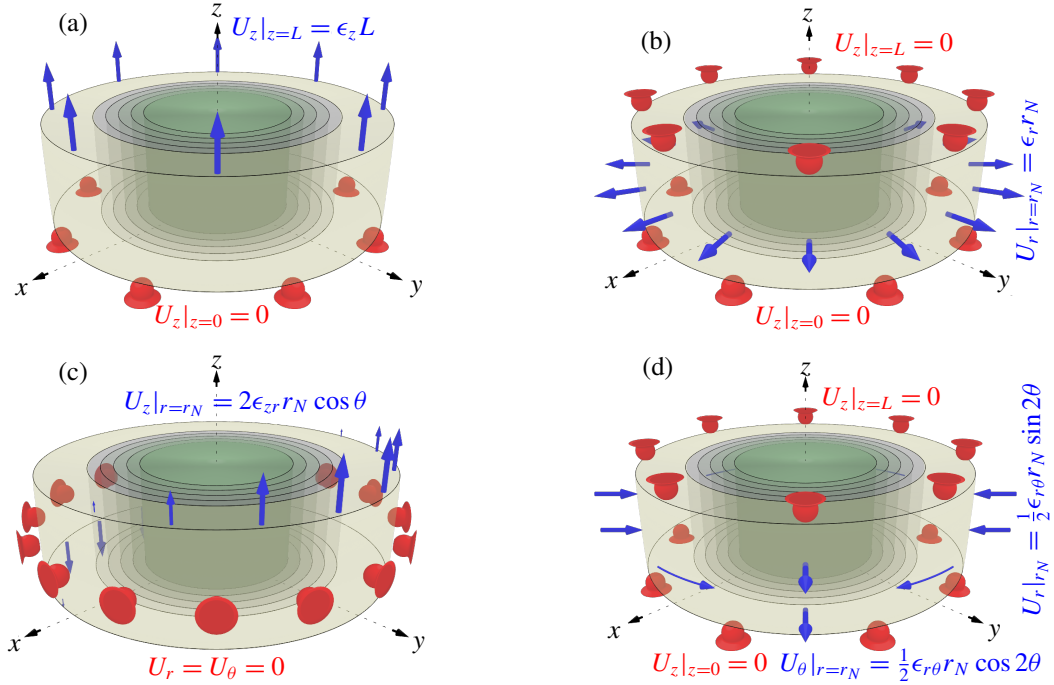 (a)
z
U_z|_{z=L} = ϵ_z L
x
y
U_z|_{z=0} = 0
(b)
z
U_z|_{z=L} = 0
U_r|_{r=r_N} = ϵ_r r_N
x
y
U_z|_{z=0} = 0
(c)
z
U_z|_{r=r_N} = 2ϵ_{zr} r_N cos θ
x
y
U_r = U_θ = 0
(d)
z
U_z|_{z=L} = 0
U_r|_{r_N} = \frac{1}{2} ϵ_{rθ} r_N sin 2θ
x
y
U_z|_{z=0} = 0
U_θ|_{r=r_N} = \frac{1}{2} ϵ_{rθ} r_N cos 2θ